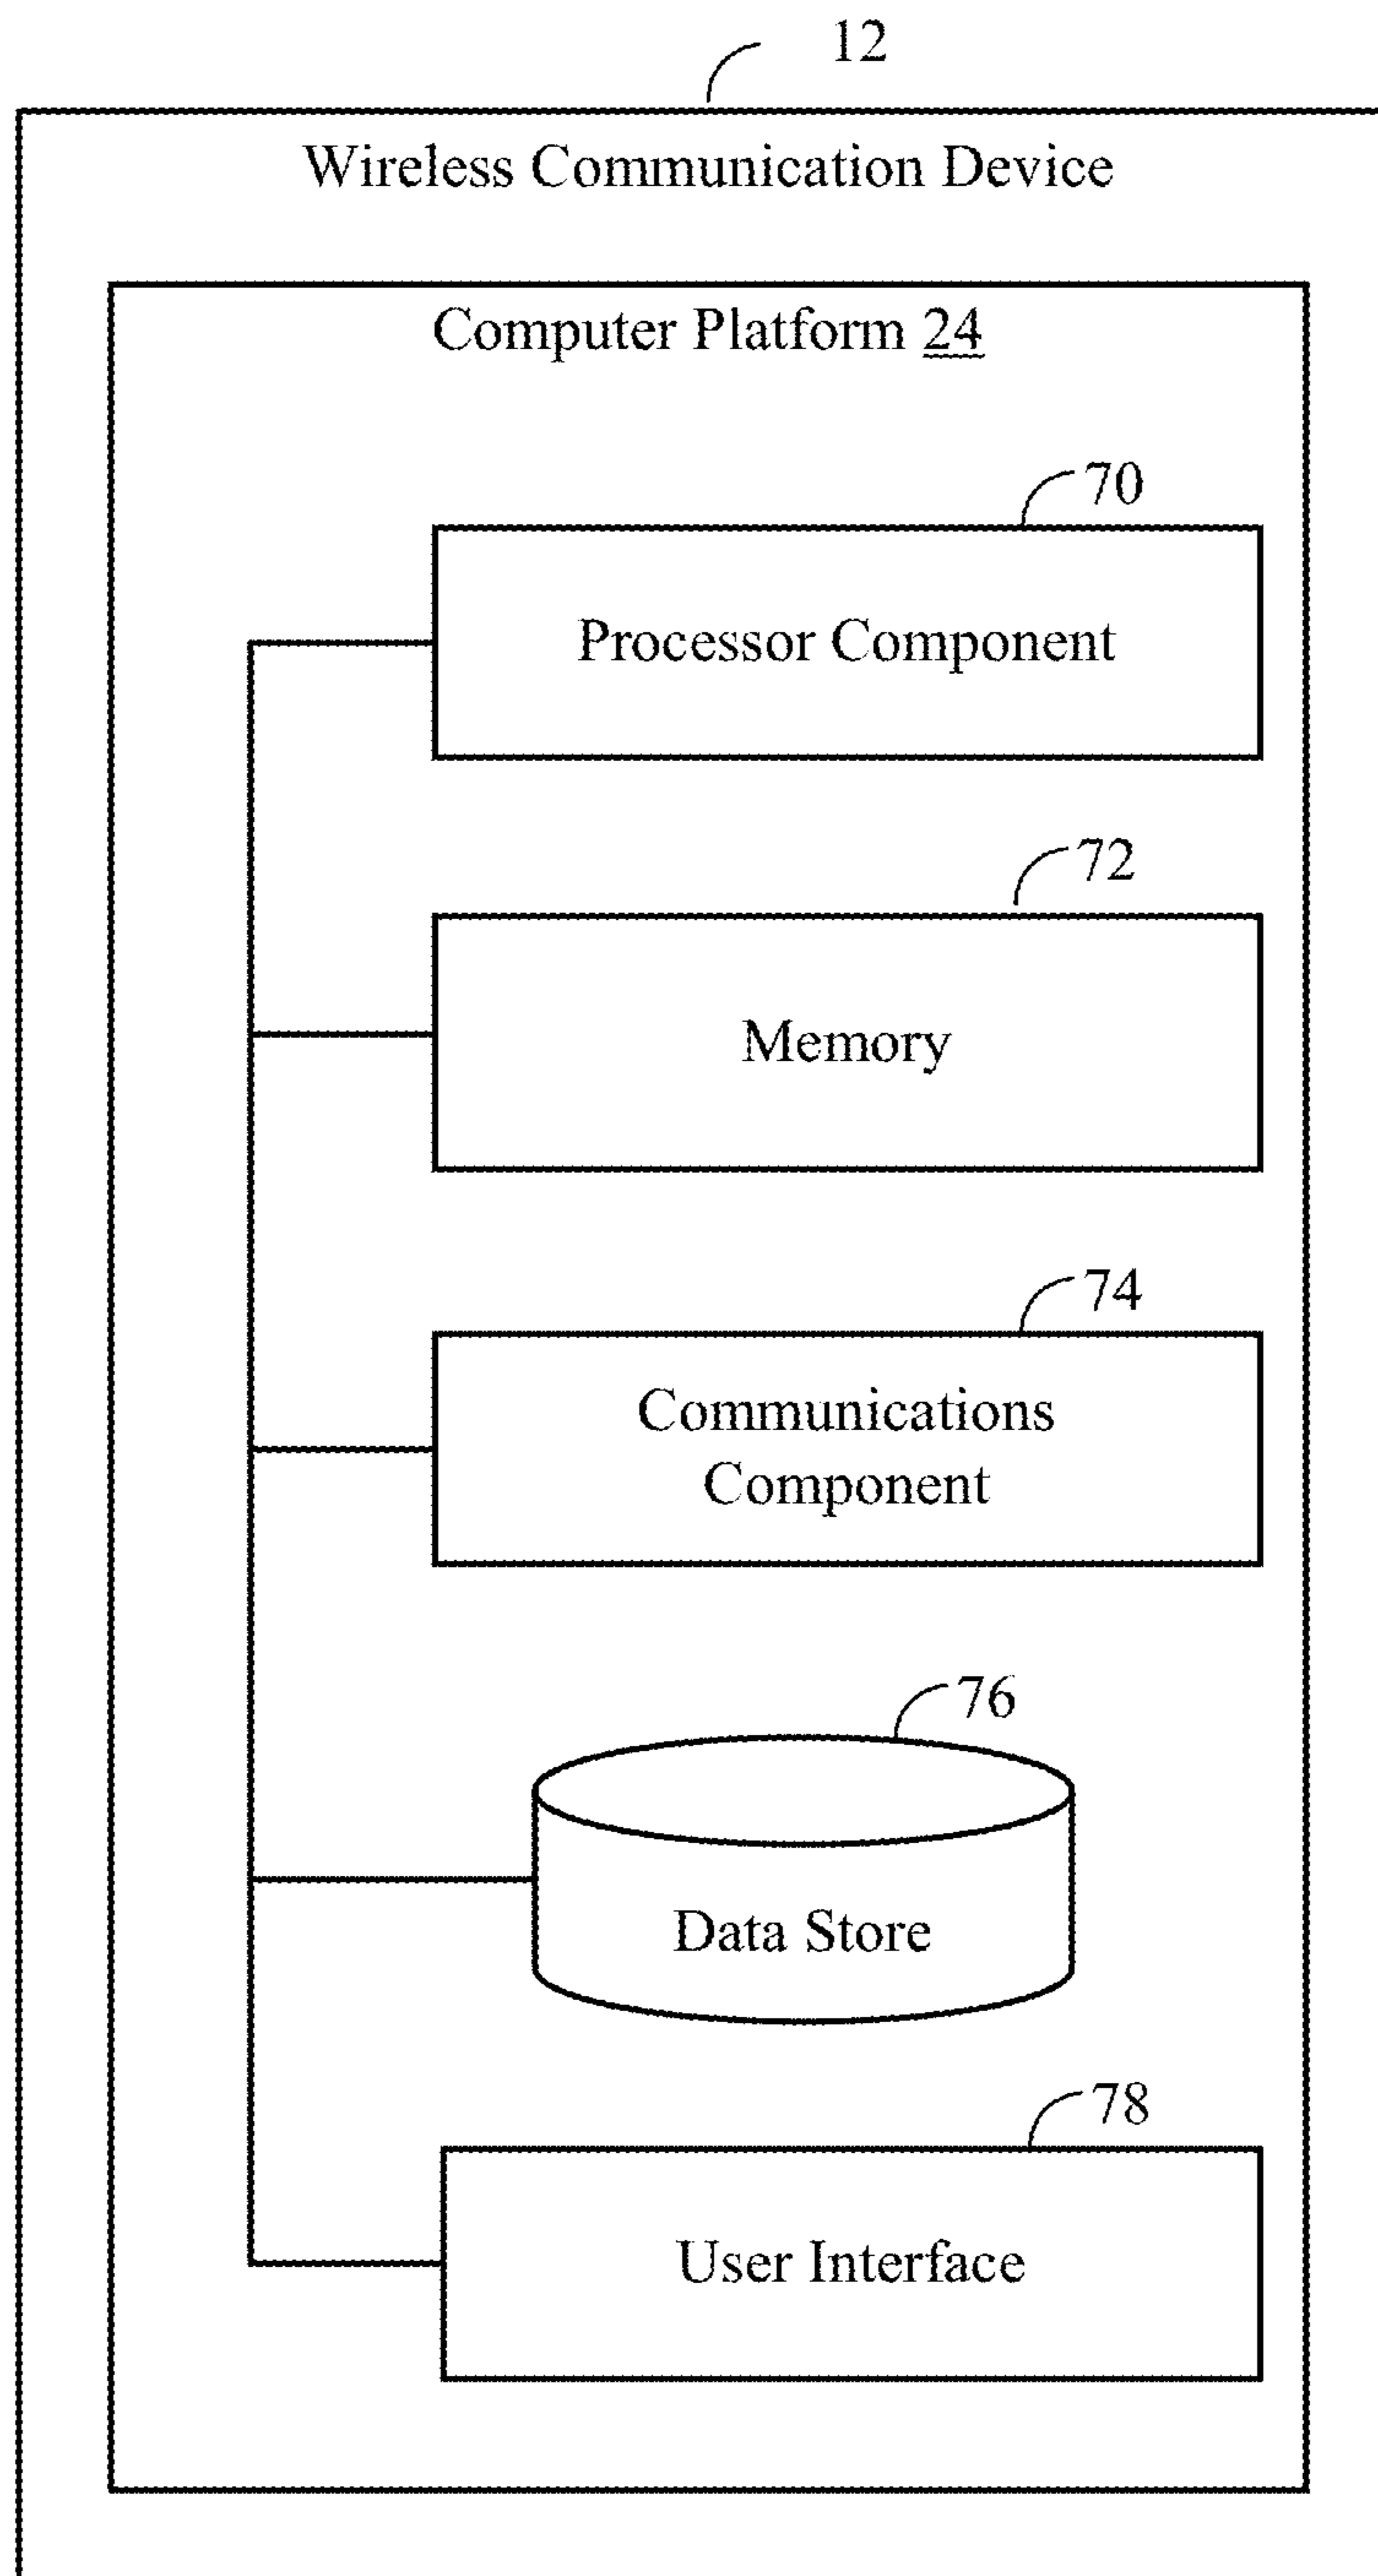 12
Wireless Communication Device
Computer Platform 24
70
Processor Component
72
Memory
74
Communications
Component
76
Data Store
78
User Interface